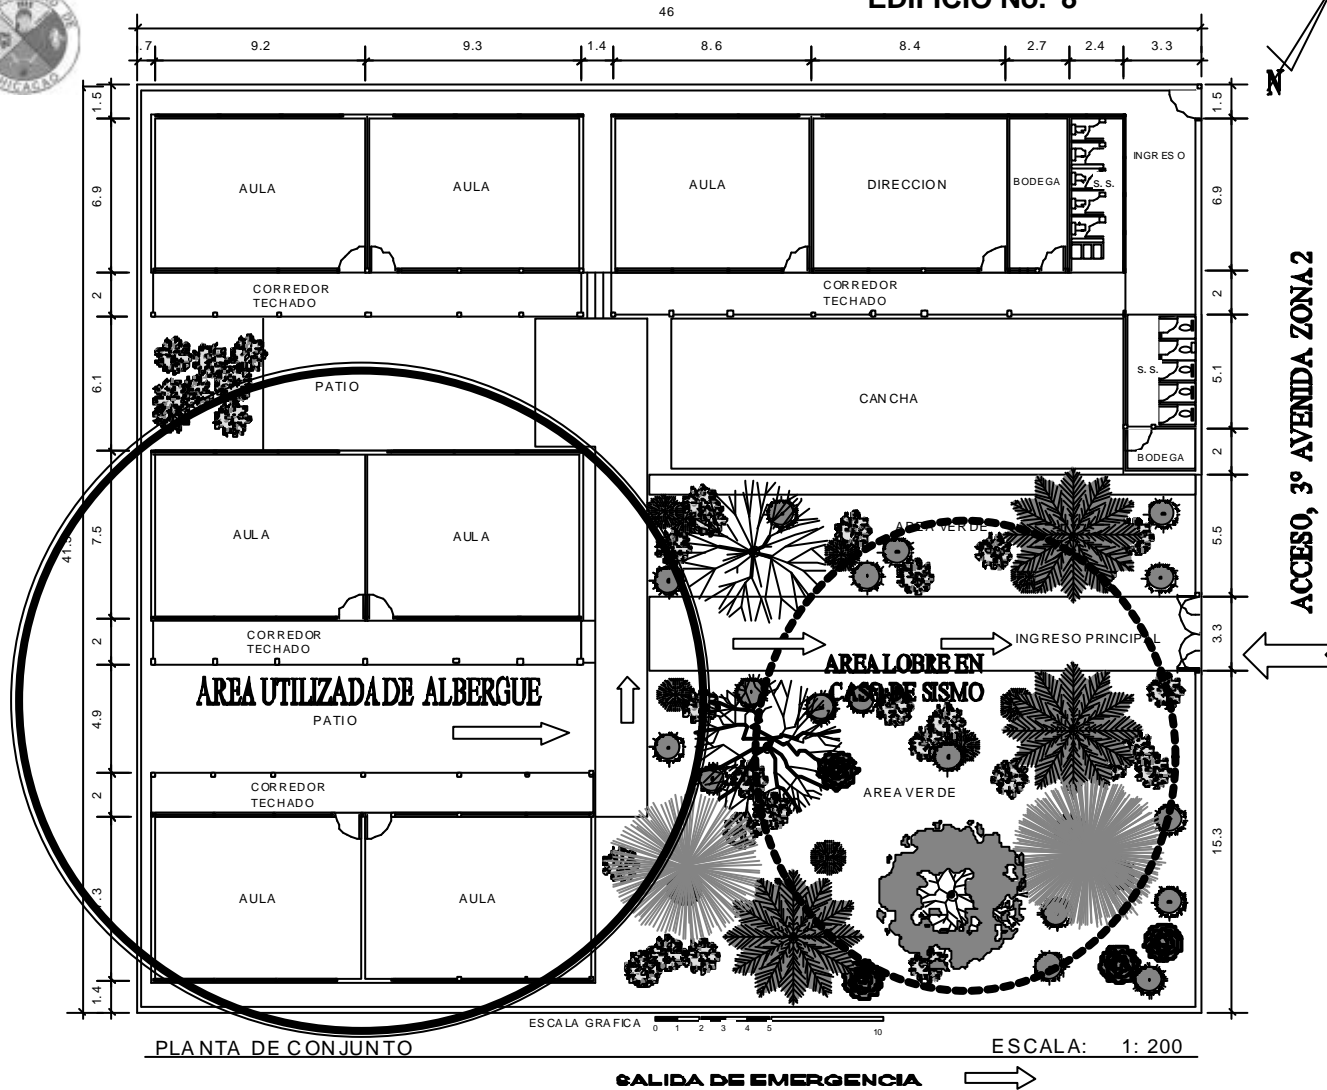 EDIFICIO No. 8
46
.7 9.2 9.3 1.4 8.6 8.4 2.7 2.4 3.3
N
1.5
1.5
INGRESO
AULA
AULA
AULA
DIRECCION
BODEGA
S. S.
6.9
6.9
CORREDOR
TECHADO
CORREDOR
TECHADO
2
2
ACCESO, 3º AVENIDA ZONA 2
PATIO
CANCHA
S. S.
6.1
5.1
BODEGA
2
AULA
AULA
AREA VERDE
7.5
5.5
CORREDOR
TECHADO
2
INGRESO PRINCIPAL
3.3
AREA LOBRE EN
CASO DE SISMO
AREA UTILIZADA DE ALBERGUE
PATIO
4.9
CORREDOR
TECHADO
2
AREA VERDE
15.3
AULA
AULA
1.4
ESCALA GRAFICA
0 1 2 3 4 5 10
PLANTA DE CONJUNTO
ESCALA: 1: 200
SALIDA DE EMERGENCIA